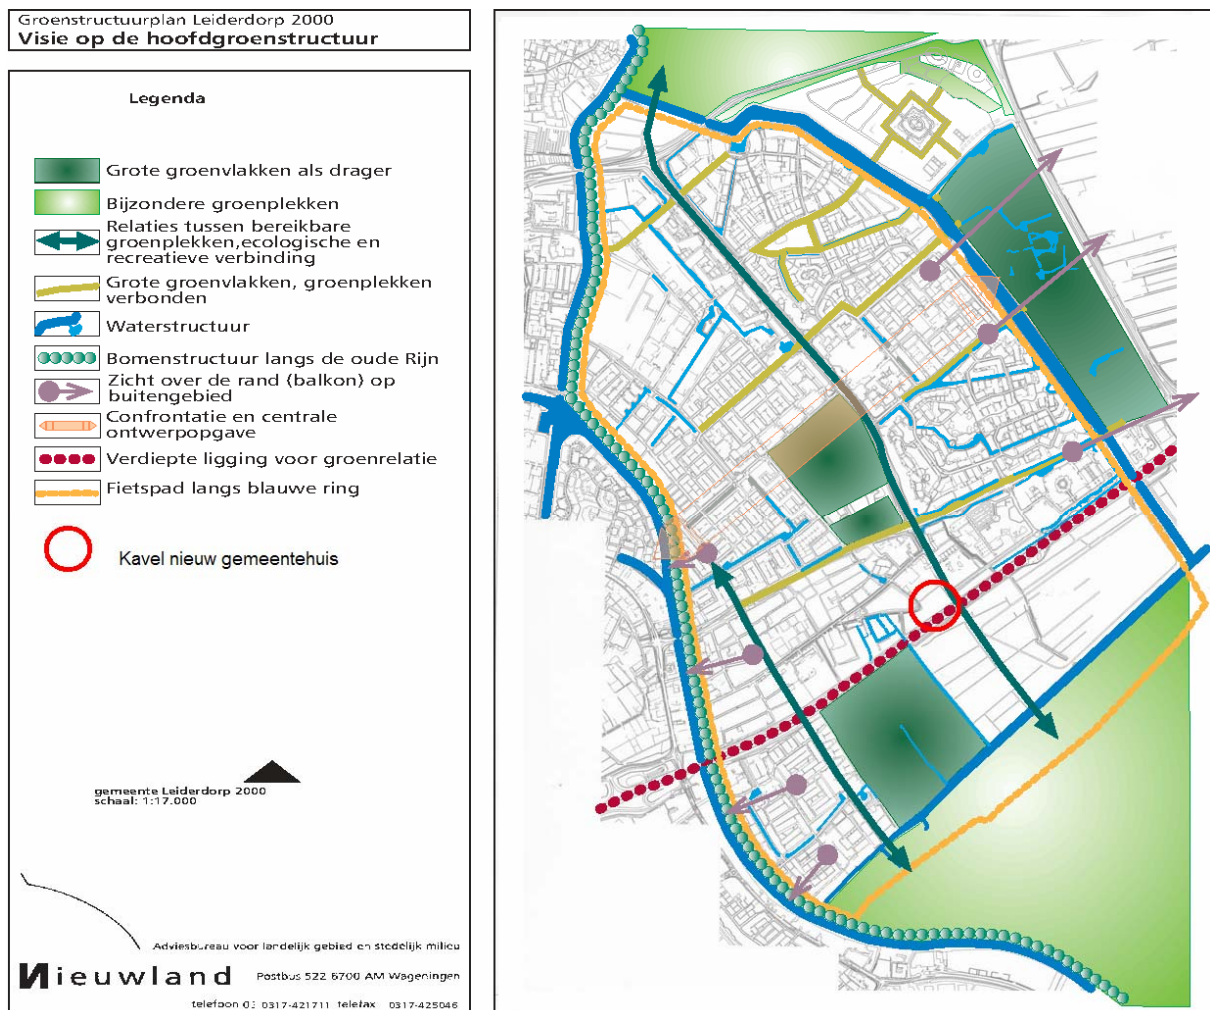 Groenstructuurplan Leiderdorp 2000
Visie op de hoofdgroenstructuur
Legenda
Grote groenvlakken als drager
Bijzondere groenplekken
Relaties tussen bereikbare
groenplekken,ecologische en
recreatieve verbinding
Grote groenvlakken, groenplekken
verbonden
Waterstructuur
Bomenstructuur langs de oude Rijn
Zicht over de rand (balkon) op
buitengebied
Confrontatie en centrale
ontwerpopgave
Verdiepte ligging voor groenrelatie
Fietspad langs blauwe ring
Kavel nieuw gemeentehuis
gemeente Leiderdorp 2000
schaal: 1:17.000
Adviesbureau voor landelijk gebied en stedelijk milieu
Nieuwland
Postbus 522 6700 AM Wageningen
telefoon 0317-421711 telefax 0317-425046